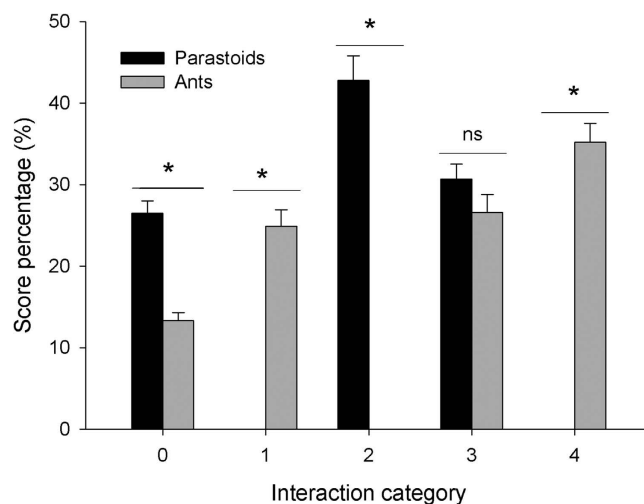 50
40
30
20
10
0
Score percentage (%)
Parastoids
Ants
*
*
*
ns
*
0 1 2 3 4
Interaction category